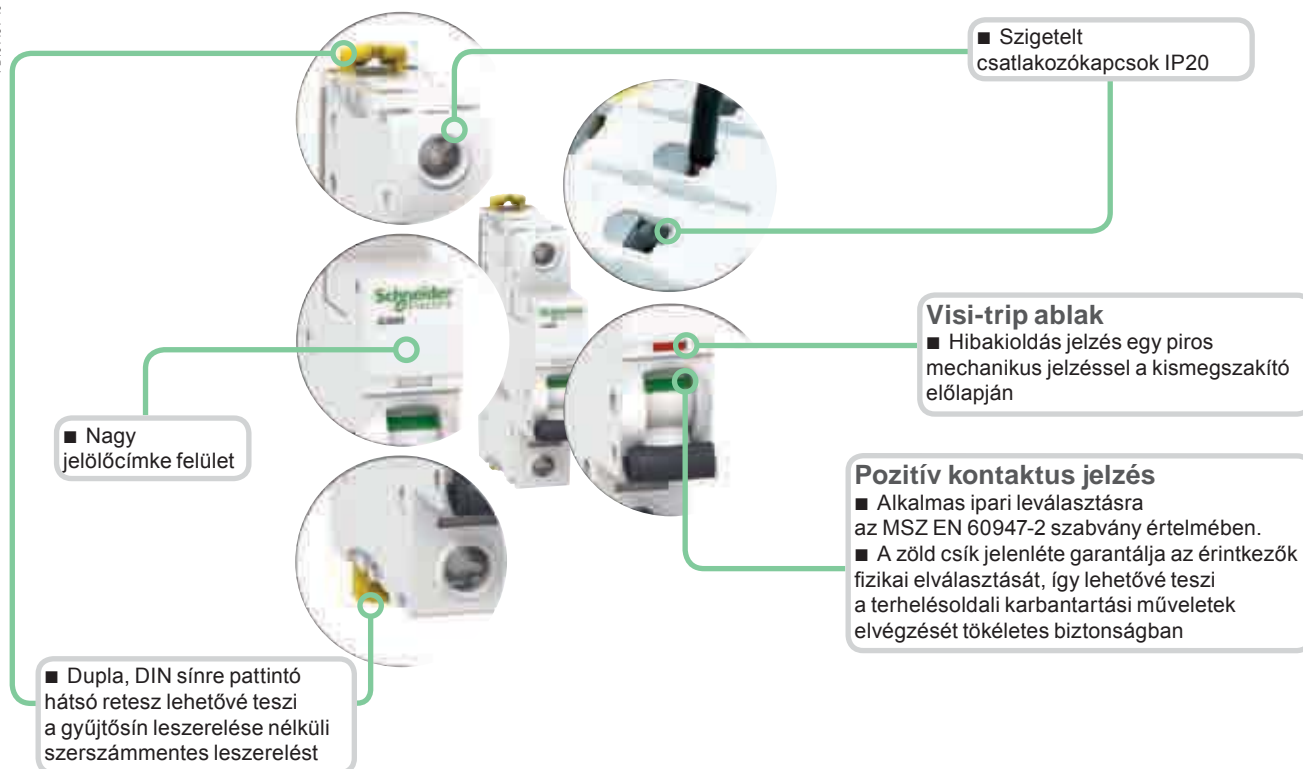 ■ Szigetelt
csatlakozókapcsok IP20
Schneider
Electric
Schneider
Visi-trip ablak
■ Hibakioldás jelzés egy piros
mechanikus jelzéssel a kismegszakító
előlapján
■ Nagy
jelölőcímke felület
Pozitív kontaktus jelzés
■ Alkalmas ipari leválasztásra
az MSZ EN 60947-2 szabvány értelmében.
■ A zöld csík jelenléte garantálja az érintkezők
fizikai elválasztását, így lehetővé teszi
a terhelésoldali karbantartási műveletek
elvégzését tökéletes biztonságban
■ Dupla, DIN sínre pattintó
hátsó retesz lehetővé teszi
a gyűjtősín leszerelése nélküli
szerszámmentes leszerelést